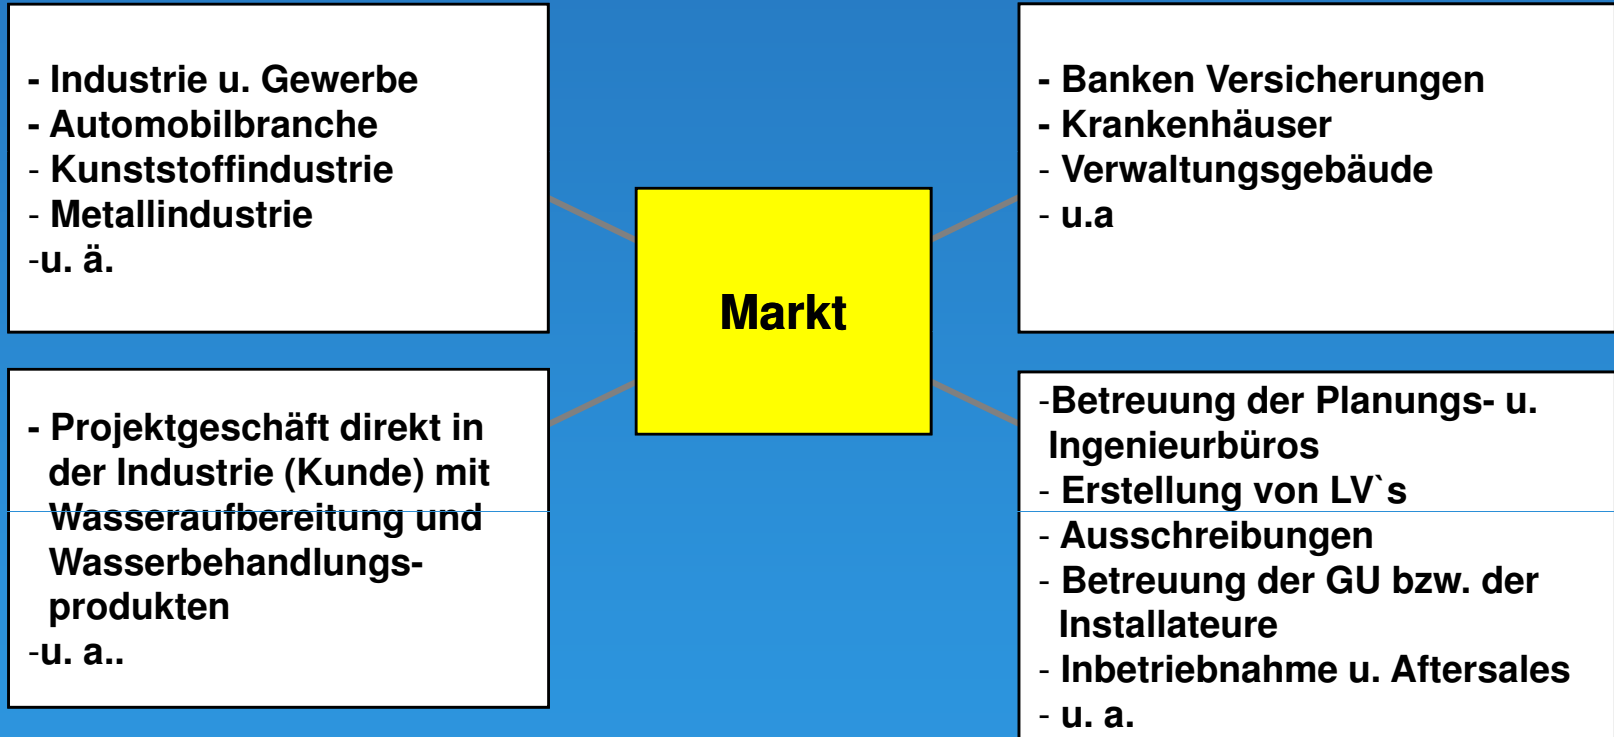 - Industrie u. Gewerbe
- Automobilbranche
- Kunststoffindustrie
- Metallindustrie
-u. ä.
- Banken Versicherungen
- Krankenhäuser
- Verwaltungsgebäude
- u.a
Markt
- Projektgeschäft direkt in
der Industrie (Kunde) mit
Wasseraufbereitung und
Wasserbehandlungs-
produkten
-u. a..
-Betreuung der Planungs- u.
Ingenieurbüros
- Erstellung von LV`s
- Ausschreibungen
- Betreuung der GU bzw. der
Installateure
- Inbetriebnahme u. Aftersales
- u. a.